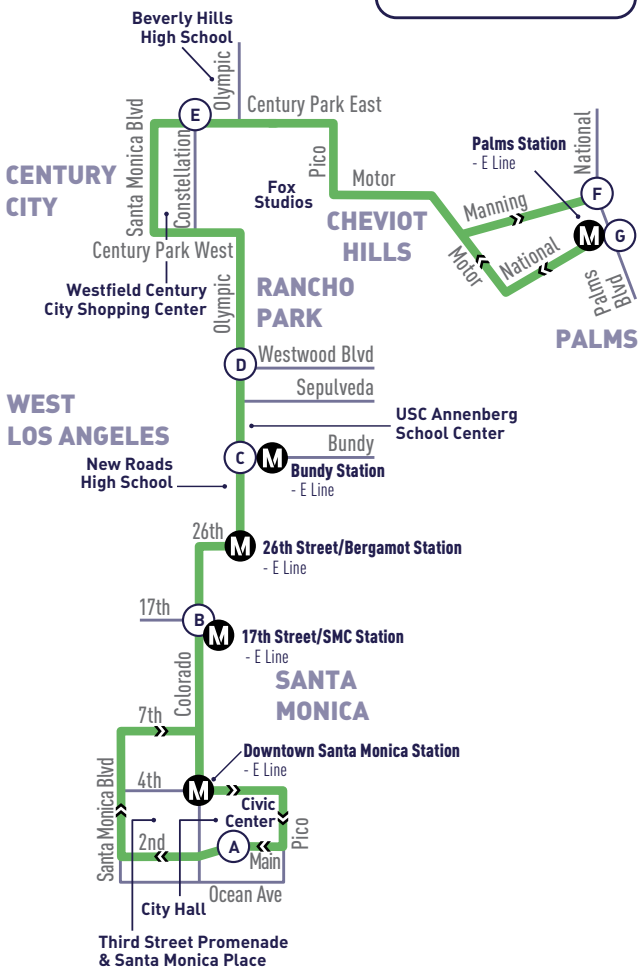 Beverly Hills
High School
Olympic
E
Century Park East
Santa Monica Blvd
Constellation
Pico
Palms Station
- E Line
National
CENTURY
CITY
Fox
Studios
Motor
Manning
F
CHEVIOT
HILLS
M
G
Motor
National
Palms
Blvd
Century Park West
Westfield Century
City Shopping Center
Olympic
RANCHO
PARK
PALMS
D
Westwood Blvd
Sepulveda
WEST
LOS ANGELES
USC Annenberg
School Center
Bundy
C
M
New Roads
High School
Bundy Station
- E Line
26th
M
26th Street/Bergamot Station
- E Line
17th
B
M
17th Street/SMC Station
- E Line
Colorado
SANTA
MONICA
7th
Downtown Santa Monica Station
- E Line
Santa Monica Blvd
4th
M
Civic
Center
Pico
2nd
A
Main
Ocean Ave
City Hall
Third Street Promenade
& Santa Monica Place